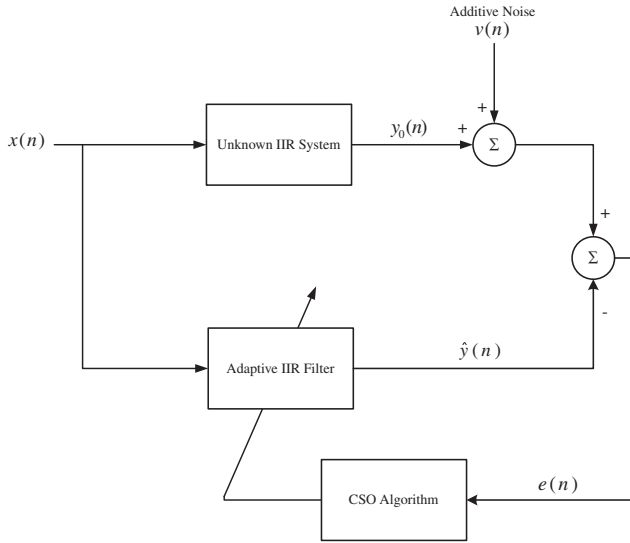 Additive Noise
v(n)
+
x(n)
Unknown IIR System
y₀(n)
+
Σ
+
Σ
-
Adaptive IIR Filter
ŷ(n)
CSO Algorithm
e(n)